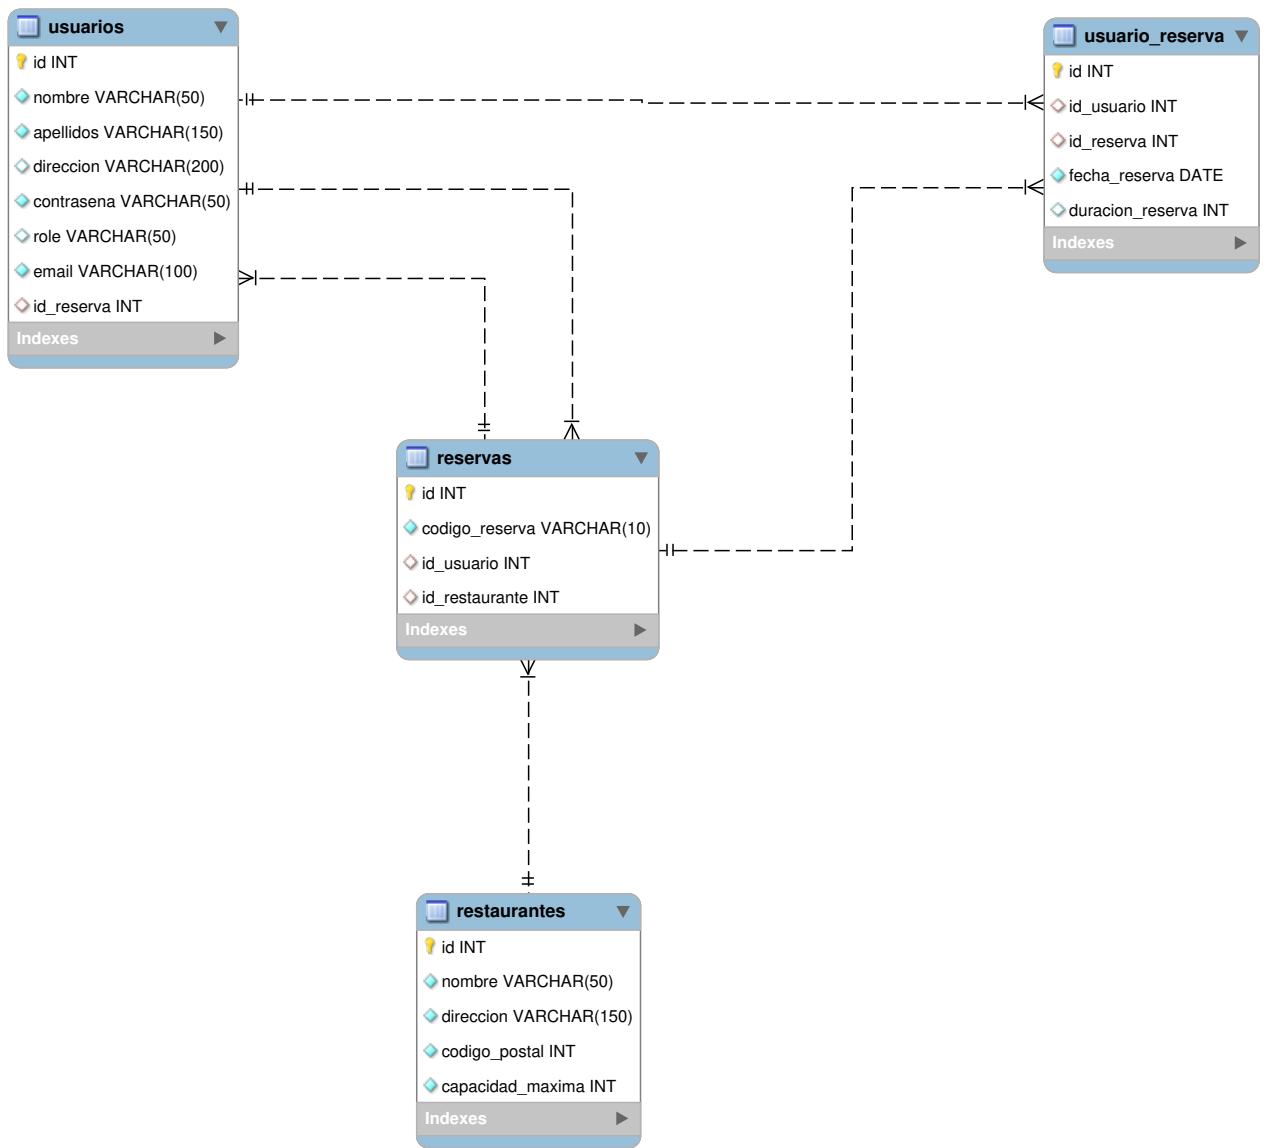 usuarios
id INT
nombre VARCHAR(50)
apellidos VARCHAR(150)
direccion VARCHAR(200)
contrasena VARCHAR(50)
role VARCHAR(50)
email VARCHAR(100)
id_reserva INT
Indexes
usuario_reserva
id INT
id_usuario INT
id_reserva INT
fecha_reserva DATE
duracion_reserva INT
Indexes
reservas
id INT
codigo_reserva VARCHAR(10)
id_usuario INT
id_restaurante INT
Indexes
restaurantes
id INT
nombre VARCHAR(50)
direccion VARCHAR(150)
codigo_postal INT
capacidad_maxima INT
Indexes